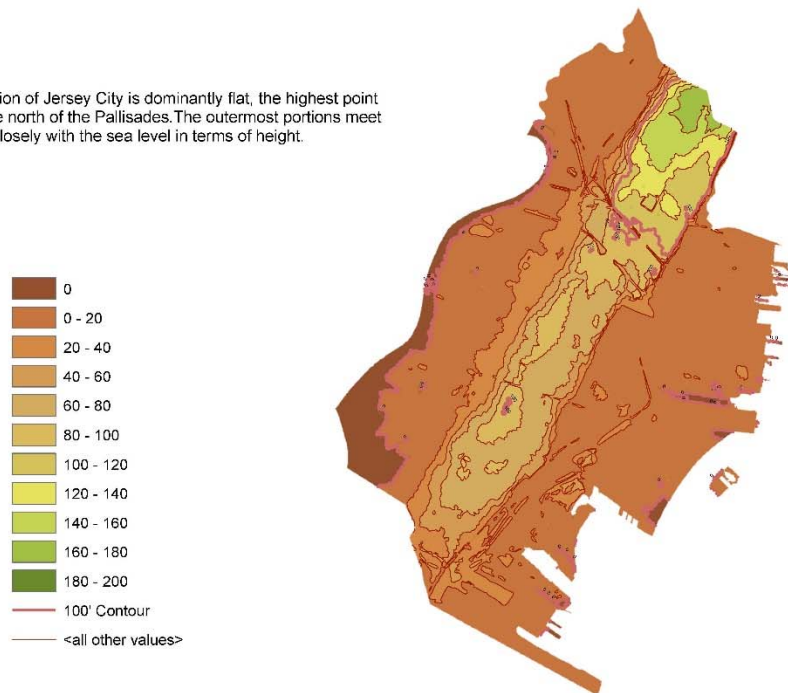 ion of Jersey City is dominantly flat, the highest point
e north of the Pallisades.The outermost portions meet
losely with the sea level in terms of height.
0
0 - 20
20 - 40
40 - 60
60 - 80
80 - 100
100 - 120
120 - 140
140 - 160
160 - 180
180 - 200
100' Contour
<all other values>